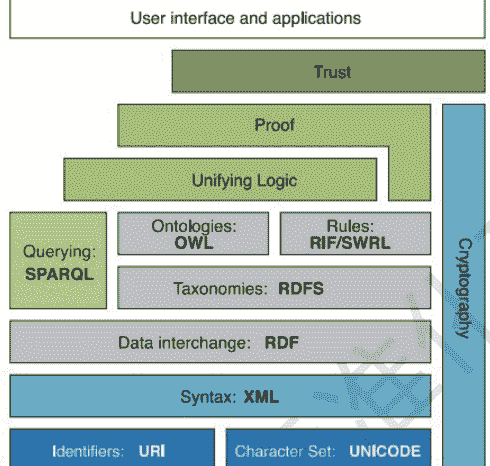 User interface and applications
Trust
Proof
Unifying Logic
Querying:
SPARQL
Ontologies:
OWL
Rules:
RIF/SWRL
Taxonomies: RDFS
Cryptography
Data interchange: RDF
Syntax: XML
Identifiers: URI
Character Set: UNICODE